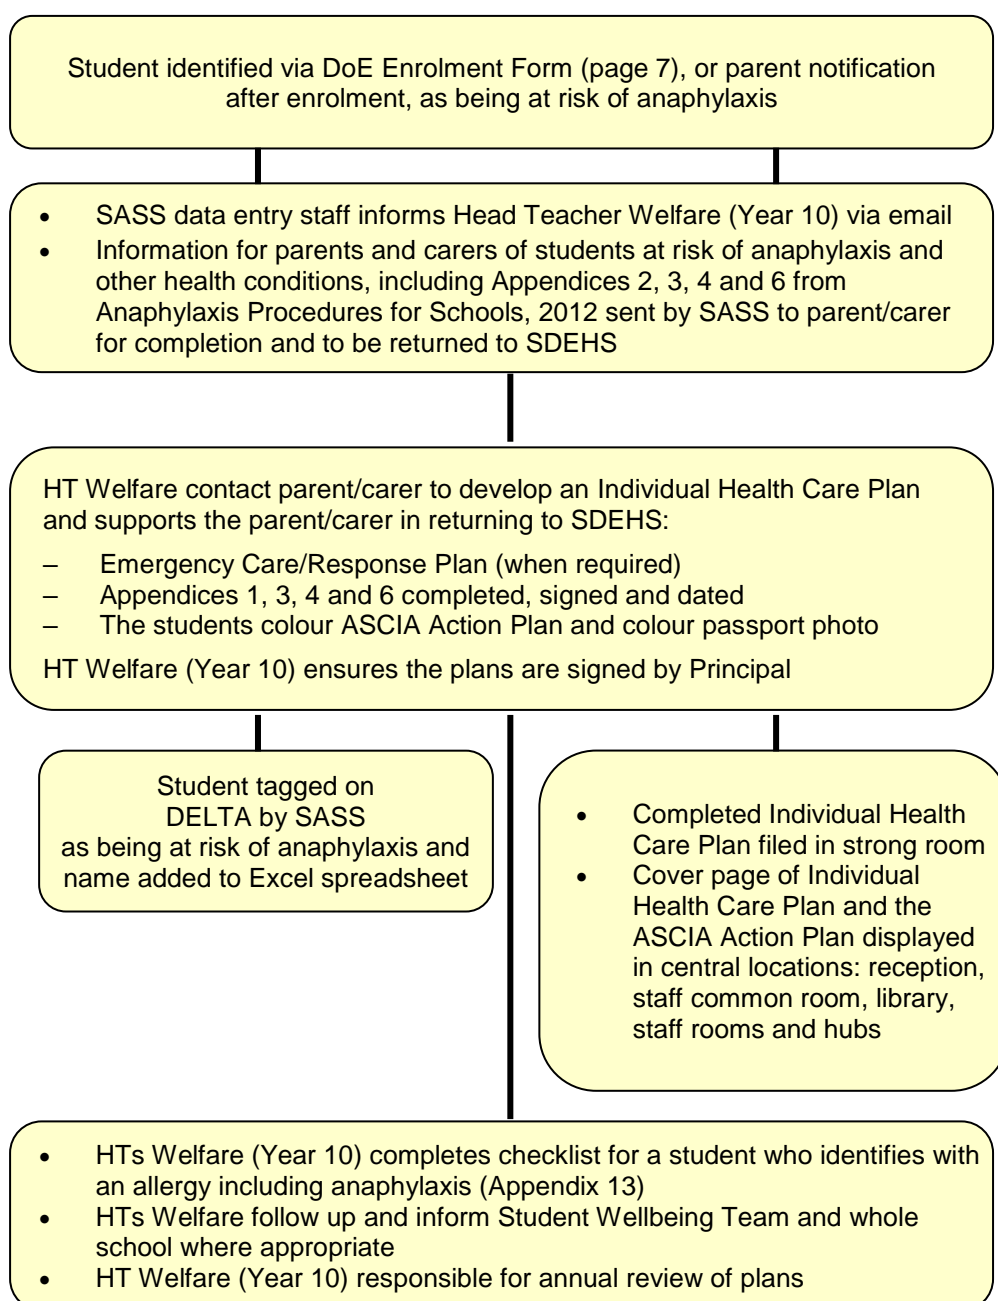 Student identified via DoE Enrolment Form (page 7), or parent notification
after enrolment, as being at risk of anaphylaxis
• SASS data entry staff informs Head Teacher Welfare (Year 10) via email
• Information for parents and carers of students at risk of anaphylaxis and
other health conditions, including Appendices 2, 3, 4 and 6 from
Anaphylaxis Procedures for Schools, 2012 sent by SASS to parent/carer
for completion and to be returned to SDEHS
HT Welfare contact parent/carer to develop an Individual Health Care Plan
and supports the parent/carer in returning to SDEHS:
– Emergency Care/Response Plan (when required)
– Appendices 1, 3, 4 and 6 completed, signed and dated
– The students colour ASCIA Action Plan and colour passport photo
HT Welfare (Year 10) ensures the plans are signed by Principal
Student tagged on
DELTA by SASS
as being at risk of anaphylaxis and
name added to Excel spreadsheet
• Completed Individual Health
Care Plan filed in strong room
• Cover page of Individual
Health Care Plan and the
ASCIA Action Plan displayed
in central locations: reception,
staff common room, library,
staff rooms and hubs
• HTs Welfare (Year 10) completes checklist for a student who identifies with
an allergy including anaphylaxis (Appendix 13)
• HTs Welfare follow up and inform Student Wellbeing Team and whole
school where appropriate
• HT Welfare (Year 10) responsible for annual review of plans